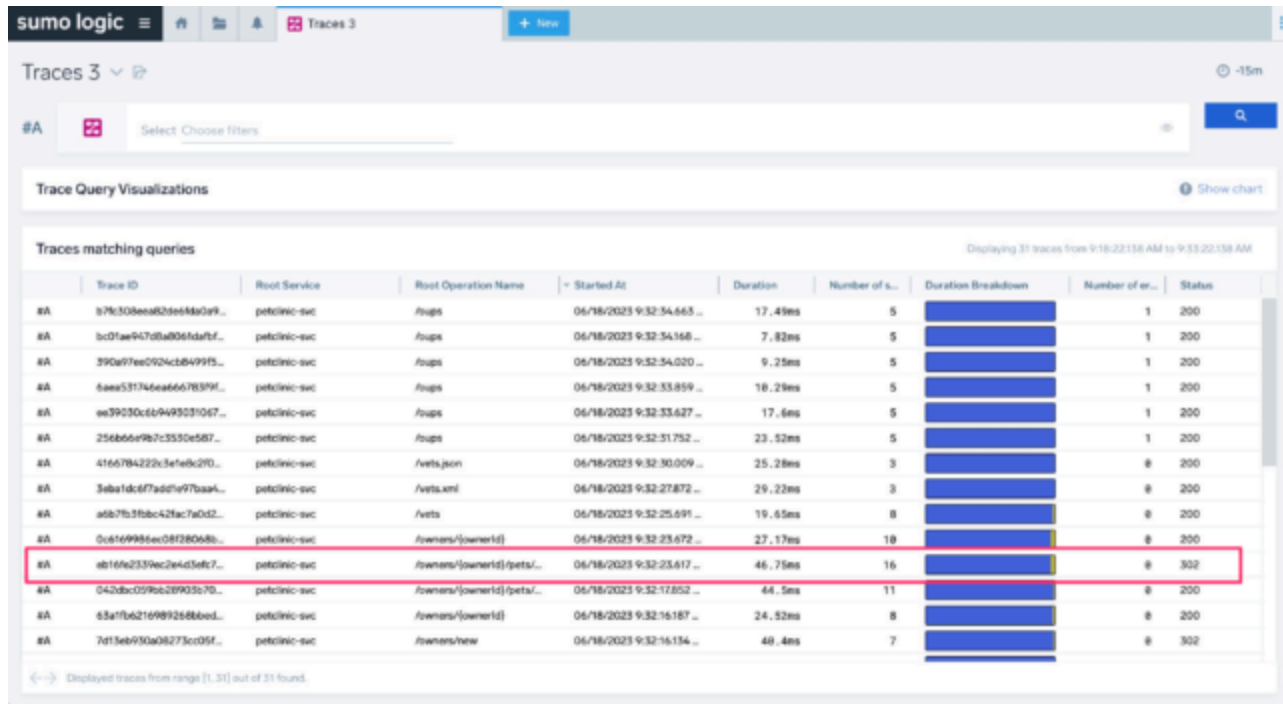 sumo logic Traces 3 + New
Traces 3 -15m
#A Select Choose filters
Trace Query Visualizations Show chart
Traces matching queries Displaying 31 traces from 9:18:22.138 AM to 9:33:22.138 AM
Trace ID Root Service Root Operation Name Started At Duration Number of s... Duration Breakdown Number of er... Status
#A petclinic-svc /oups 06/18/2023 9:32:34.663 ... 17.49ms 5 1 200
#A petclinic-svc /oups 06/18/2023 9:32:34.168 ... 7.82ms 5 1 200
#A petclinic-svc /oups 06/18/2023 9:32:34.020 ... 9.25ms 5 1 200
#A petclinic-svc /oups 06/18/2023 9:32:33.859 ... 10.29ms 5 1 200
#A petclinic-svc /oups 06/18/2023 9:32:33.627 ... 17.6ms 5 1 200
#A petclinic-svc /oups 06/18/2023 9:32:31.752 ... 23.52ms 5 1 200
#A petclinic-svc /vets.json 06/18/2023 9:32:30.009 ... 25.28ms 3 0 200
#A petclinic-svc /vets.xml 06/18/2023 9:32:27.872 ... 29.22ms 3 0 200
#A petclinic-svc /vets 06/18/2023 9:32:25.691 ... 19.65ms 8 0 200
#A petclinic-svc /owners/{ownerId} 06/18/2023 9:32:23.672 ... 27.17ms 10 0 200
#A petclinic-svc /owners/{ownerId}/pets/... 06/18/2023 9:32:23.617 ... 46.75ms 16 0 302
#A petclinic-svc /owners/{ownerId}/pets/... 06/18/2023 9:32:17.852 ... 44.5ms 11 0 200
#A petclinic-svc /owners/{ownerId} 06/18/2023 9:32:16.187 ... 24.52ms 8 0 200
#A petclinic-svc /owners/new 06/18/2023 9:32:16.134 ... 40.4ms 7 0 302
Displayed traces from range [1, 31] out of 31 found.